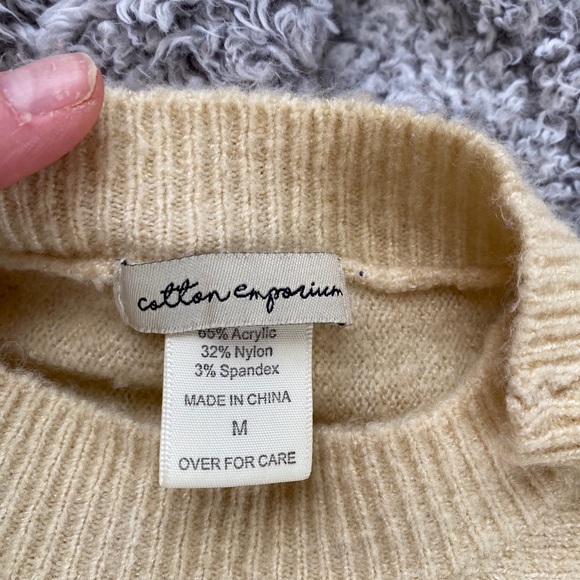 cotton emporium
65% Acrylic
32% Nylon
3% Spandex
MADE IN CHINA
M
OVER FOR CARE